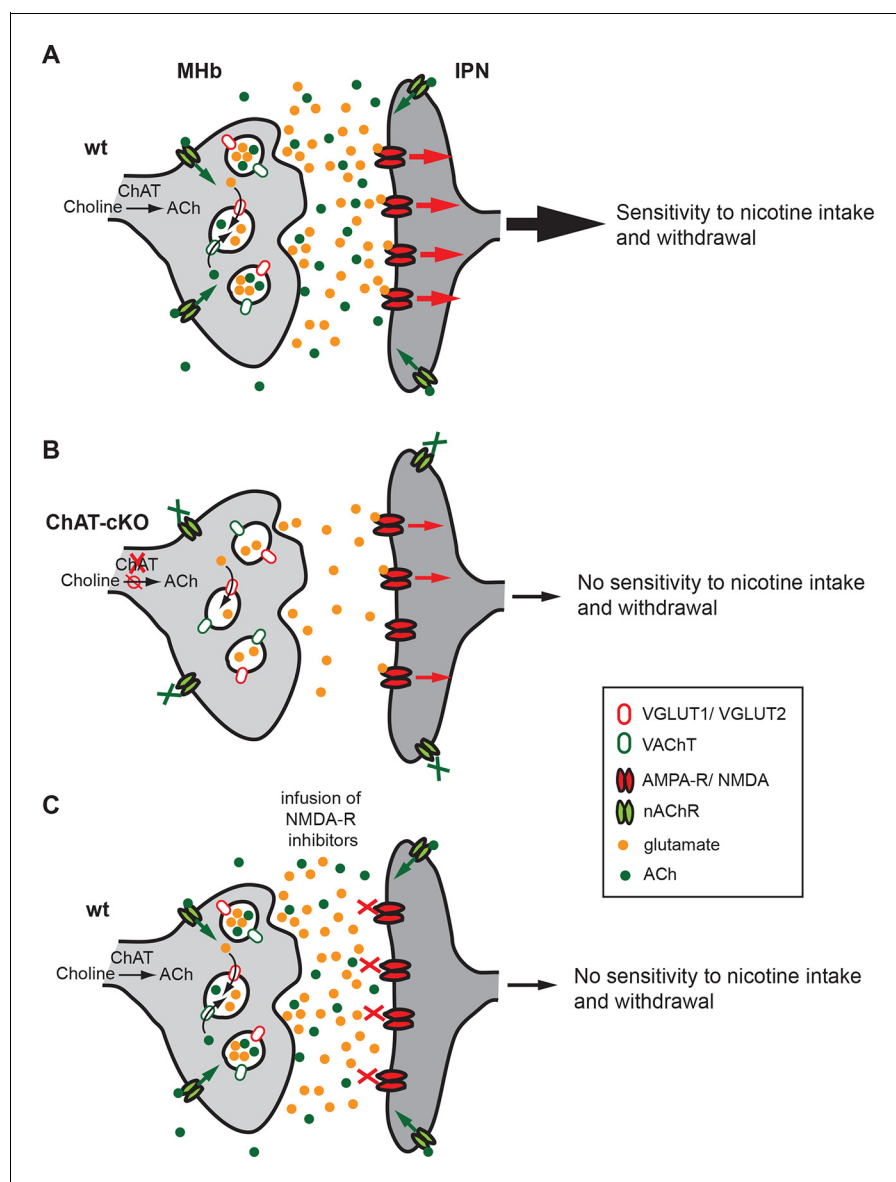 A
MHb
IPN
wt
ChAT
Choline
ACh
Sensitivity to nicotine intake
and withdrawal
B
ChAT-cKO
ChAT
Choline
ACh
No sensitivity to nicotine intake
and withdrawal
VGLUT1/ VGLUT2
VAChT
AMPA-R/ NMDA
nAChR
glutamate
ACh
C
infusion of
NMDA-R
inhibitors
wt
ChAT
Choline
ACh
No sensitivity to nicotine intake
and withdrawal